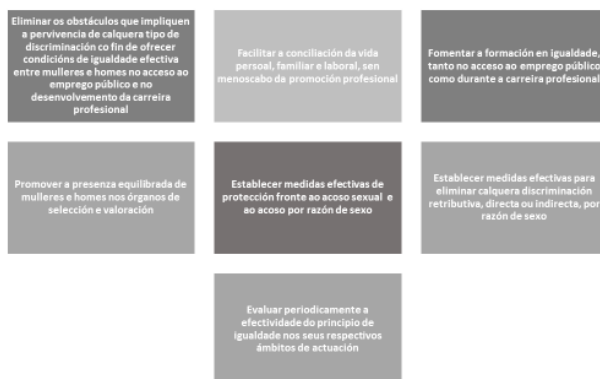 Eliminar os obstáculos que impliquen
a pervivencia de calquera tipo de
discriminación co fin de ofrecer
condicións de igualdade efectiva
entre mulleres e homes no acceso ao
emprego público e no
desenvolvemento da carreira
profesional
Facilitar a conciliación da vida
persoal, familiar e laboral, sen
menoscabo da promoción profesional
Fomentar a formación en igualdade,
tanto no acceso ao emprego público
como durante a carreira profesional
Promover a presenza equilibrada de
mulleres e homes nos órganos de
selección e valoración
Establecer medidas efectivas de
protección fronte ao acoso sexual e
ao acoso por razón de sexo
Establecer medidas efectivas para
eliminar calquera discriminación
retributiva, directa ou indirecta, por
razón de sexo
Evaluar periodicamente a
efectividade do principio de
igualdade nos seus respectivos
ámbitos de actuación